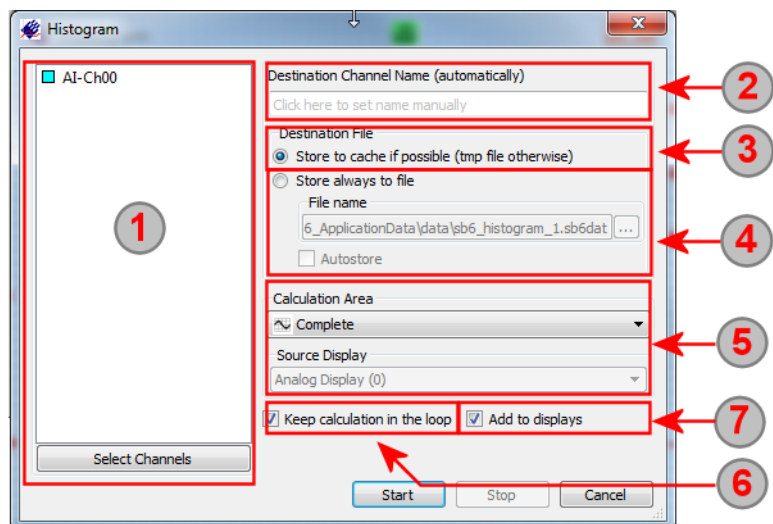 Histogram
AI-Ch00
Select Channels
1
Destination Channel Name (automatically)
Click here to set name manually
2
Destination File
Store to cache if possible (tmp file otherwise)
3
Store always to file
File name
6_ApplicationData\data\sb6_histogram_1.sb6dat ...
Autostore
4
Calculation Area
Complete
Source Display
Analog Display (0)
5
Keep calculation in the loop
Add to displays
7
6
Start
Stop
Cancel